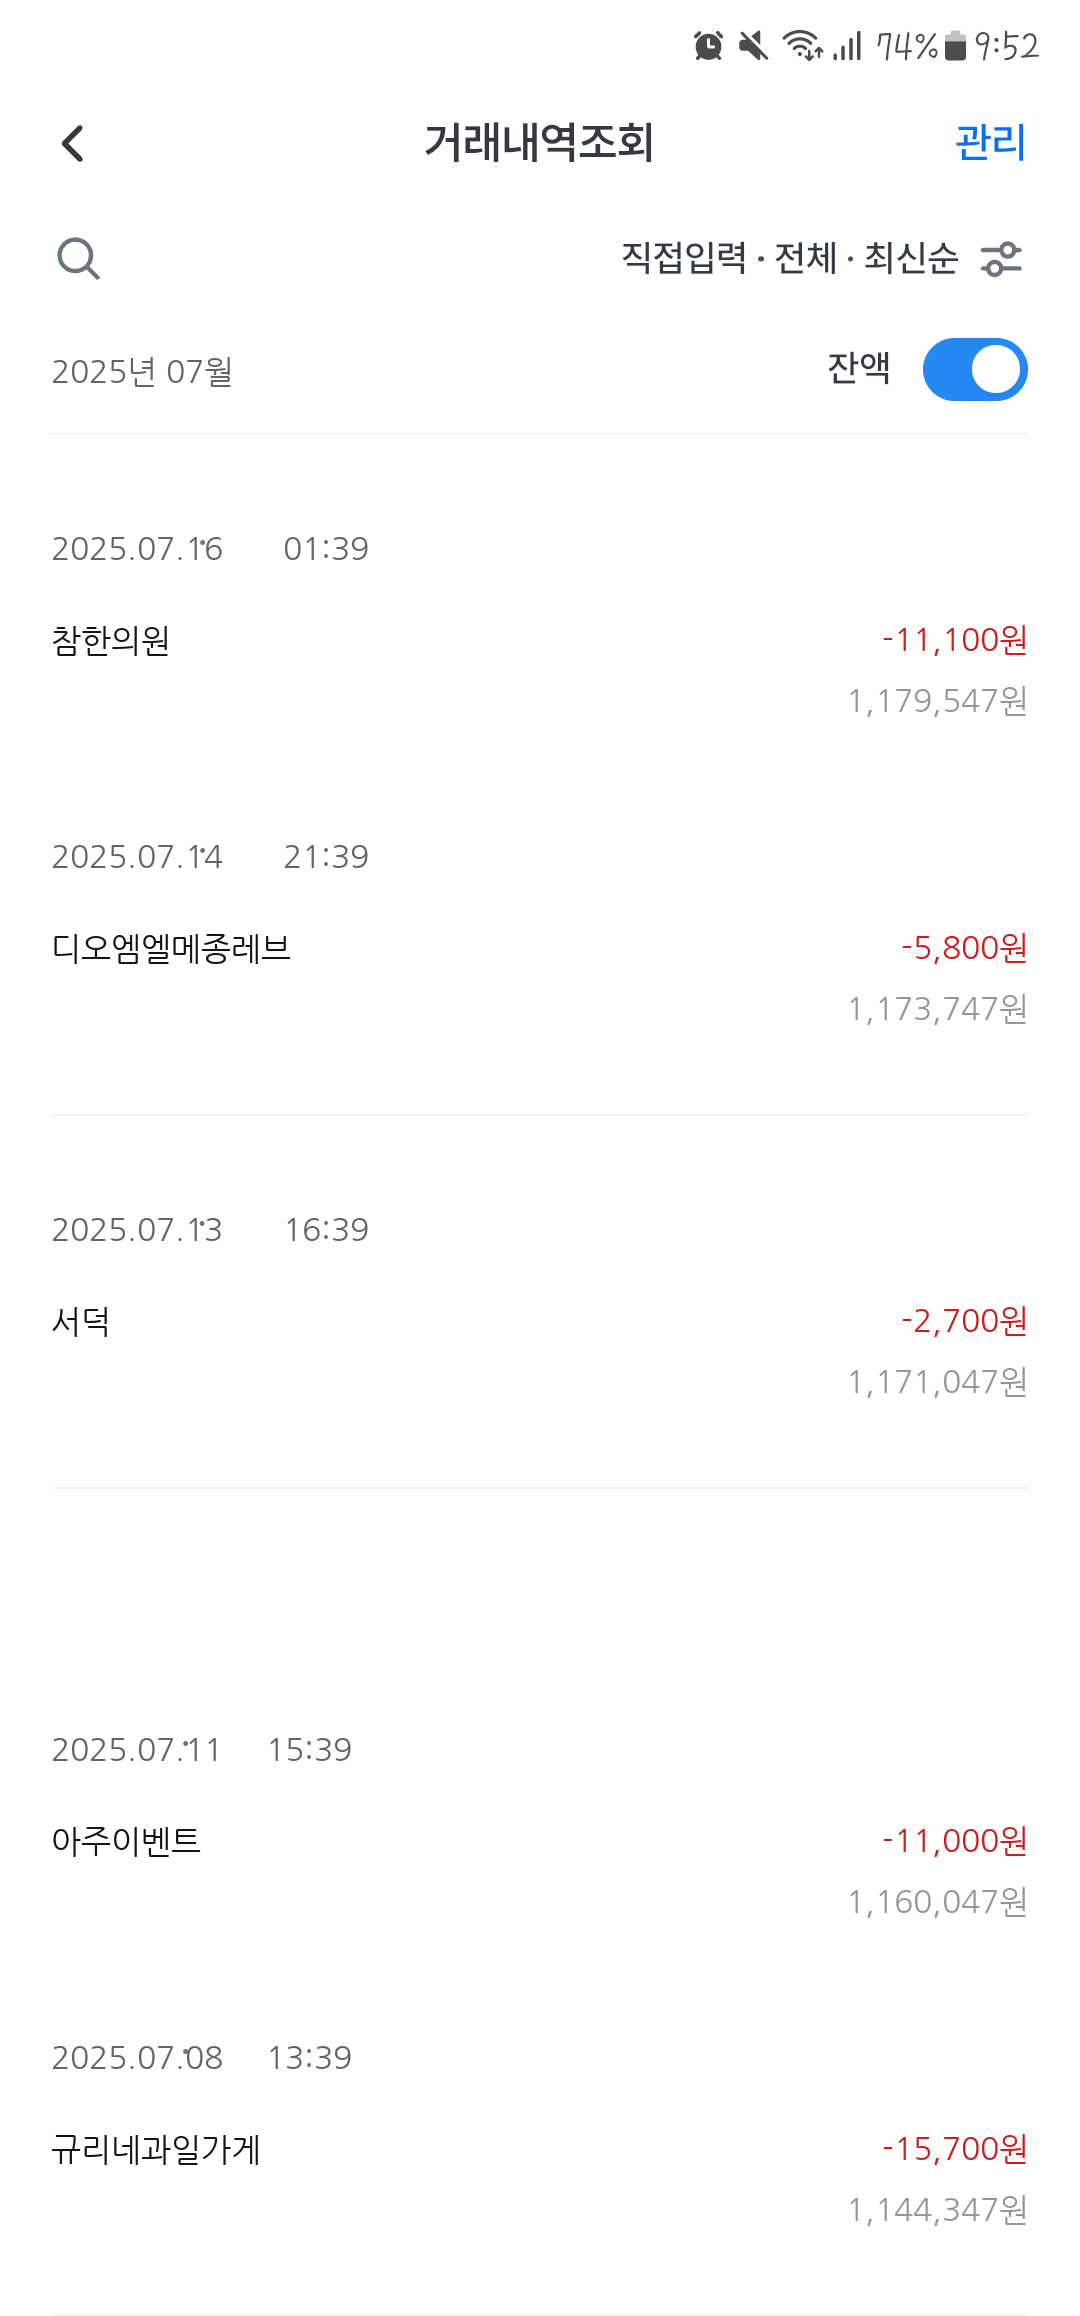 74% 9:52
거래내역조회 관리
직접입력 · 전체 · 최신순
2025년 07월 잔액
2025.07.16 01:39
참한의원 -11,100원
1,179,547원
2025.07.14 21:39
디오엠엘메종레브 -5,800원
1,173,747원
2025.07.13 16:39
서덕 -2,700원
1,171,047원
2025.07.11 15:39
아주이벤트 -11,000원
1,160,047원
2025.07.08 13:39
규리네과일가게 -15,700원
1,144,347원